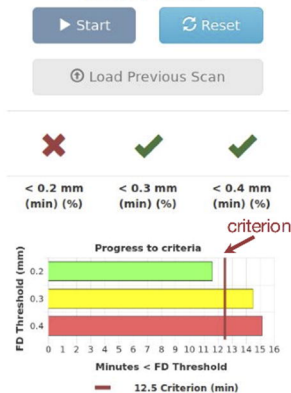 Start
Reset
Load Previous Scan
< 0.2 mm < 0.3 mm < 0.4 mm
(min) (%) (min) (%) (min) (%)
criterion
Progress to criteria
FD Threshold (mm)
0.2
0.3
0.4
0 1 2 3 4 5 6 7 8 9 10 11 12 13 14 15 16
Minutes < FD Threshold
12.5 Criterion (min)